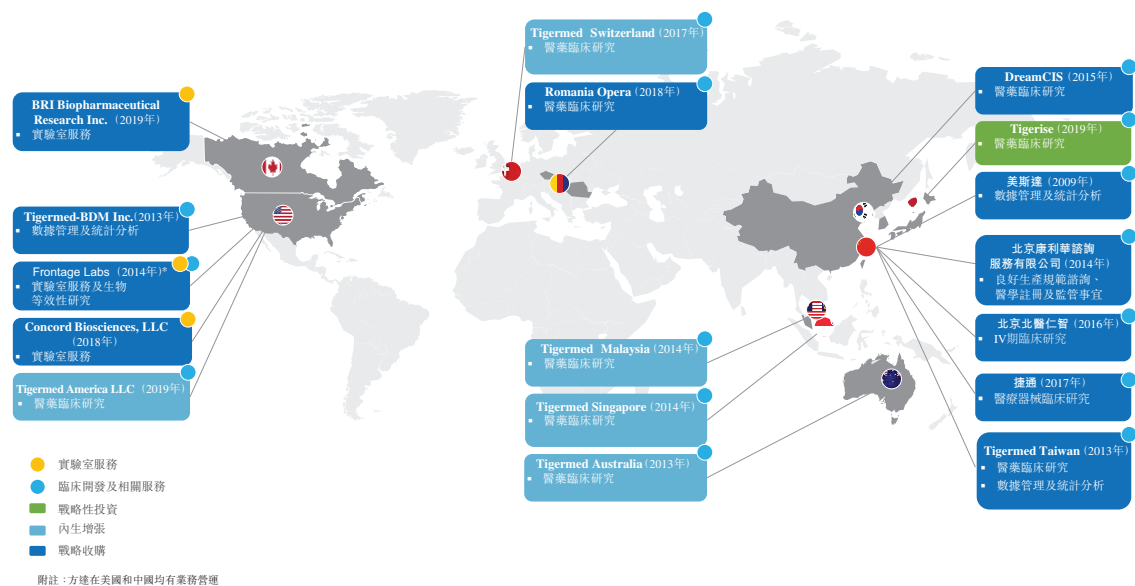 BRI Biopharmaceutical
Research Inc. (2019年)
▪ 實驗室服務
Tigermed-BDM Inc.(2013年)
▪ 數據管理及統計分析
Frontage Labs (2014年)*
▪ 實驗室服務及生物
等效性研究
Concord Biosciences, LLC
(2018年)
▪ 實驗室服務
Tigermed America LLC (2019年)
▪ 醫藥臨床研究
Tigermed Switzerland (2017年)
▪ 醫藥臨床研究
Romania Opera (2018年)
▪ 醫藥臨床研究
Tigermed Malaysia (2014年)
▪ 醫藥臨床研究
Tigermed Singapore (2014年)
▪ 醫藥臨床研究
Tigermed Australia (2013年)
▪ 醫藥臨床研究
DreamCIS (2015年)
▪ 醫藥臨床研究
Tigerise (2019年)
▪ 醫藥臨床研究
美斯達 (2009年)
▪ 數據管理及統計分析
北京康利華諮詢
服務有限公司 (2014年)
▪ 良好生產規範諮詢、
醫學註冊及監管事宜
北京北醫仁智 (2016年)
▪ IV期臨床研究
捷通 (2017年)
▪ 醫療器械臨床研究
Tigermed Taiwan (2013年)
▪ 醫藥臨床研究
▪ 數據管理及統計分析
實驗室服務
臨床開發及相關服務
戰略性投資
內生增張
戰略收購
附註：方達在美國和中國均有業務營運